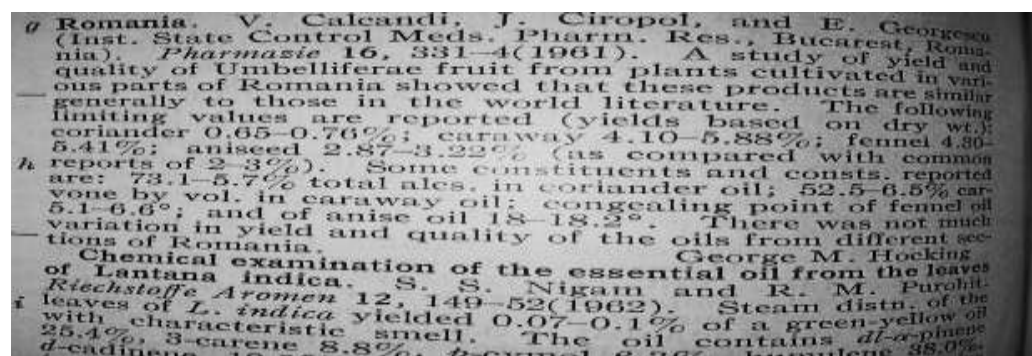 g Romania. V. Calcandi, J. Ciropol, and E. Georgescu
(Inst. State Control Meds. Pharm. Res., Bucarest, Roma-
nia). Pharmazie 16, 331–4(1961). A study of yield and
quality of Umbelliferae fruit from plants cultivated in vari-
ous parts of Romania showed that these products are similar
generally to those in the world literature. The following
limiting values are reported (yields based on dry wt.):
coriander 0.65–0.76%; caraway 4.10–5.88%; fennel 4.80–
5.41%; aniseed 2.87–3.22% (as compared with common
h reports of 2–3%). Some constituents and consts. reported
are: 73.1–5.7% total alcs. in coriander oil; 52.5–6.5% car-
vone by vol. in caraway oil; congealing point of fennel oil
5.1–6.6°; and of anise oil 18–18.2°. There was not much
variation in yield and quality of the oils from different sec-
tions of Romania. George M. Hocking
Chemical examination of the essential oil from the leaves
of Lantana indica. S. S. Nigam and R. M. Purohit.
Riechstoffe Aromen 12, 149–52(1962). Steam distn. of the
i leaves of L. indica yielded 0.07–0.1% of a green-yellow oil
with characteristic smell. The oil contains dl-α-pinene
25.4%, 3-carene 8.8%,
d-cadinene